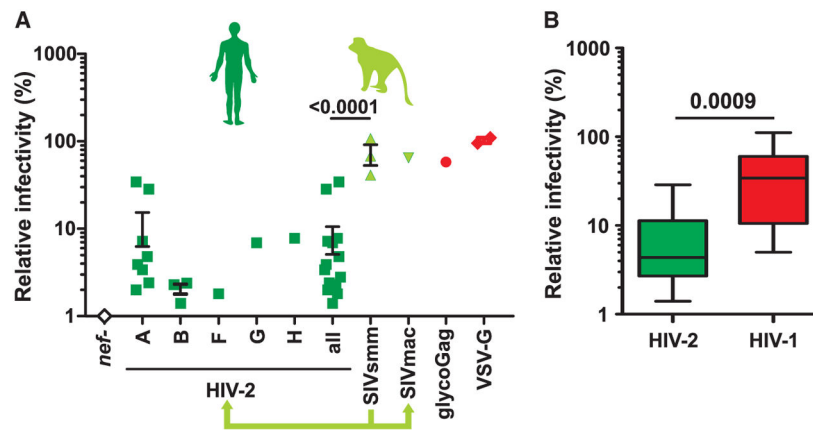 A
Relative infectivity (%)
1000
100
10
1
<0.0001
nef-
A
B
F
G
H
all
SIVsmm
SIVmac
glycoGag
VSV-G
HIV-2
B
Relative infectivity (%)
1000
100
10
1
0.0009
HIV-2
HIV-1